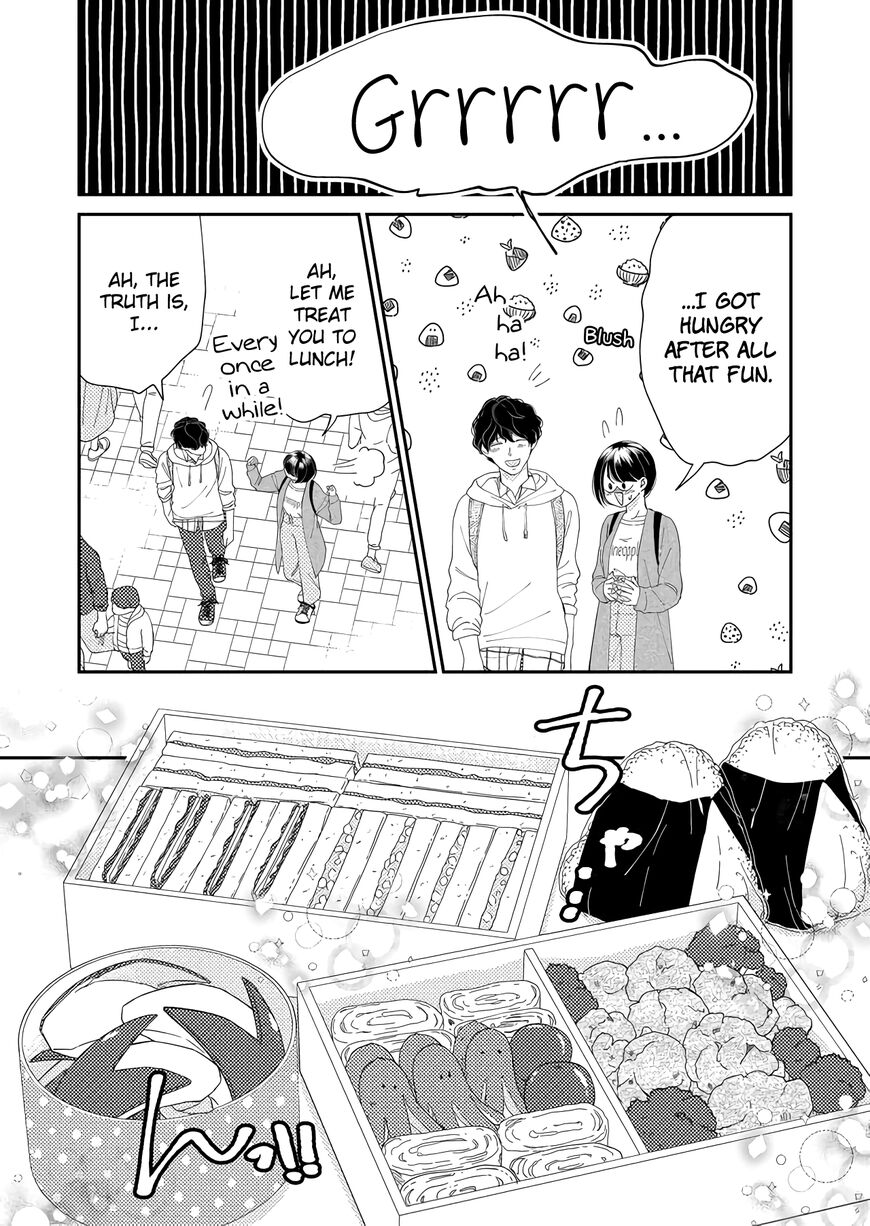 Grrrrr...
...I GOT
HUNGRY
AFTER ALL
THAT FUN.
Blush
Ah
ha
ha!
AH,
LET ME
TREAT
YOU TO
LUNCH!
Every
once
in a
while!
AH, THE
TRUTH IS,
I...
ち
ゃ
…
んっ!!